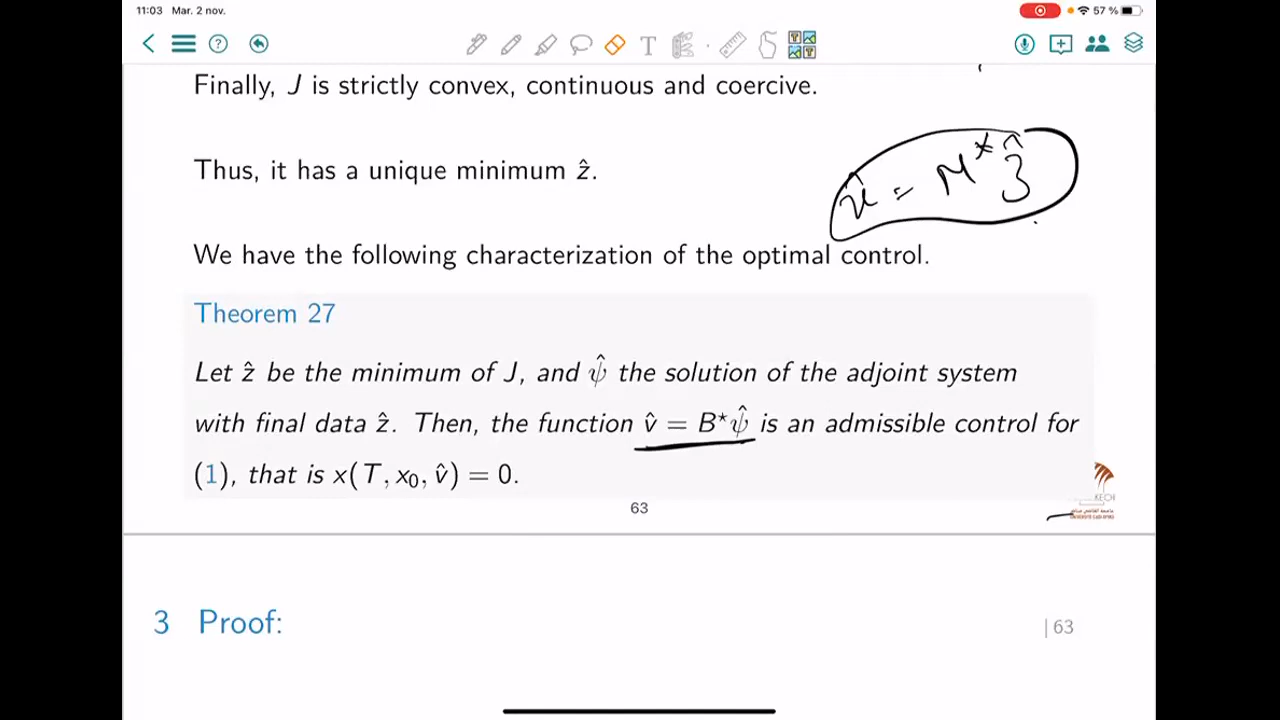 11:03 Mar. 2 nov.
57 %
Finally, J is strictly convex, continuous and coercive.
Thus, it has a unique minimum ẑ.
û = M* ẑ
We have the following characterization of the optimal control.
Theorem 27
Let ẑ be the minimum of J, and ψ̂ the solution of the adjoint system
with final data ẑ. Then, the function v̂ = B⋆ψ̂ is an admissible control for
(1), that is x(T, x₀, v̂) = 0.
63
3 Proof:
| 63